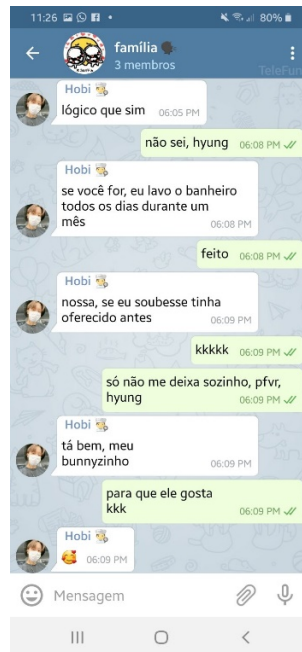 11:26
80%
família
3 membros
TeleFun
Hobi
lógico que sim 06:05 PM
não sei, hyung 06:08 PM
Hobi
se você for, eu lavo o banheiro
todos os dias durante um
mês 06:08 PM
feito 06:08 PM
Hobi
nossa, se eu soubesse tinha
oferecido antes 06:09 PM
kkkkk 06:09 PM
só não me deixa sozinho, pfvr,
hyung 06:09 PM
Hobi
tá bem, meu
bunnyzinho 06:09 PM
para que ele gosta
kkk 06:09 PM
Hobi
06:09 PM
Mensagem